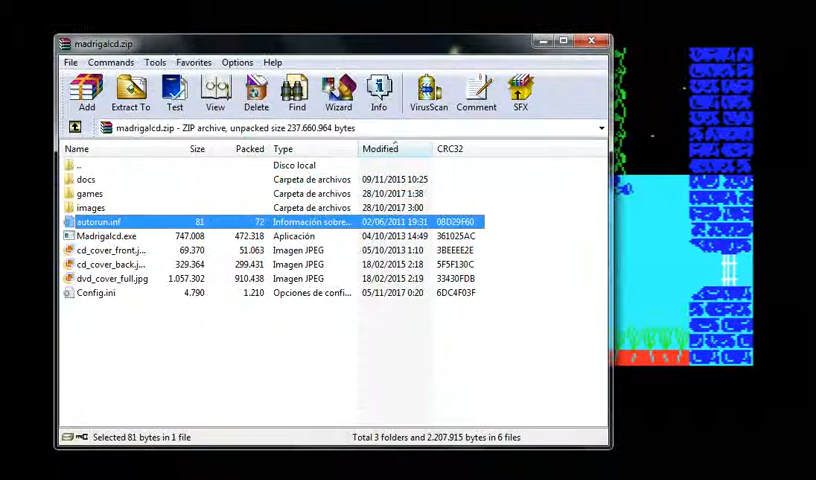 madrigalcd.zip
File Commands Tools Favorites Options Help
Add Extract To Test View Delete Find Wizard Info VirusScan Comment SFX
madrigalcd.zip - ZIP archive, unpacked size 237.660.964 bytes
Name Size Packed Type Modified CRC32
.. Disco local
docs Carpeta de archivos 09/11/2015 10:25
games Carpeta de archivos 28/10/2017 1:38
images Carpeta de archivos 28/10/2017 3:00
autorun.inf 81 72 Información sobre... 02/06/2011 19:31 08D29F60
Madrigalcd.exe 747.008 472.318 Aplicación 04/10/2013 14:49 361025AC
cd_cover_front.j... 69.370 51.063 Imagen JPEG 05/10/2013 1:10 3BEEEE2E
cd_cover_back.j... 329.364 299.431 Imagen JPEG 18/02/2015 2:18 5F5F130C
dvd_cover_full.jpg 1.057.302 910.438 Imagen JPEG 18/02/2015 2:19 33430FDB
Config.ini 4.790 1.210 Opciones de confi... 05/11/2017 0:20 6DC4F03F
Selected 81 bytes in 1 file Total 3 folders and 2.207.915 bytes in 6 files